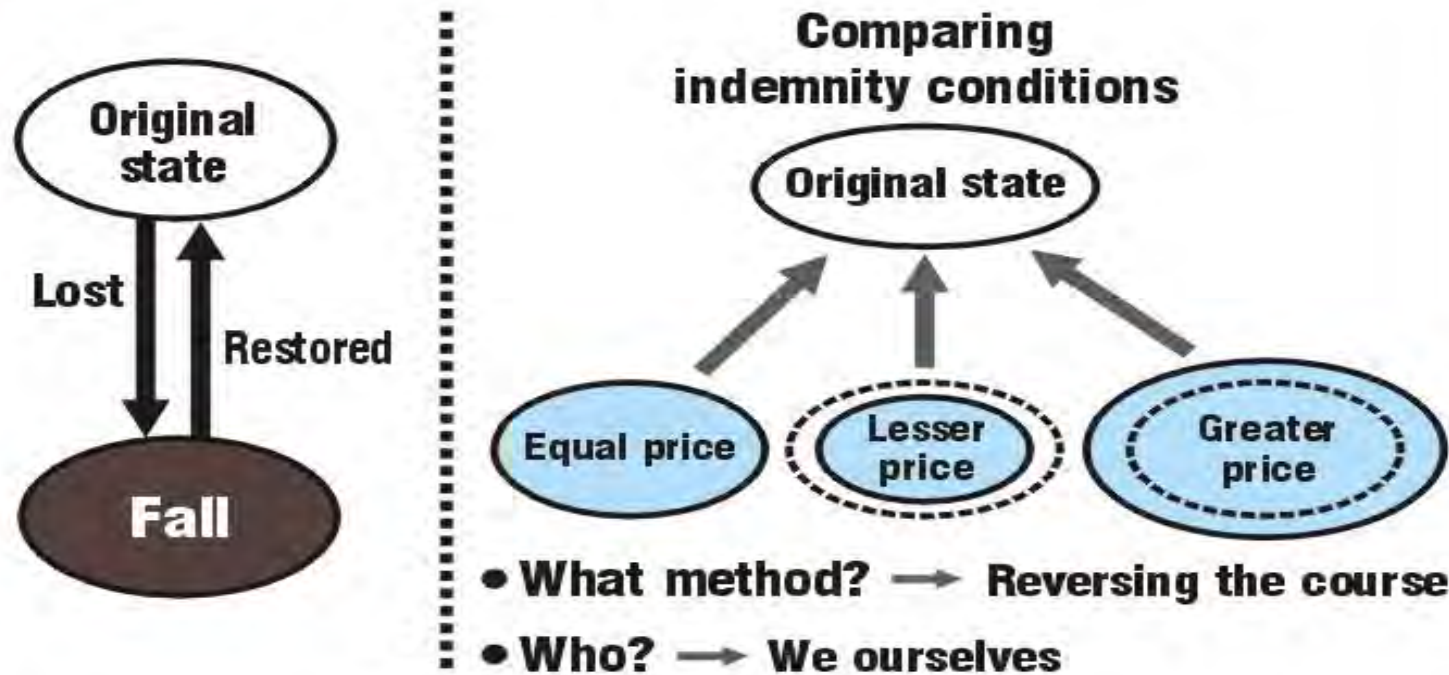 Original
state
Lost
Restored
Fall
Comparing
indemnity conditions
Original state
Equal price
Lesser
price
Greater
price
• What method? → Reversing the course
• Who? → We ourselves